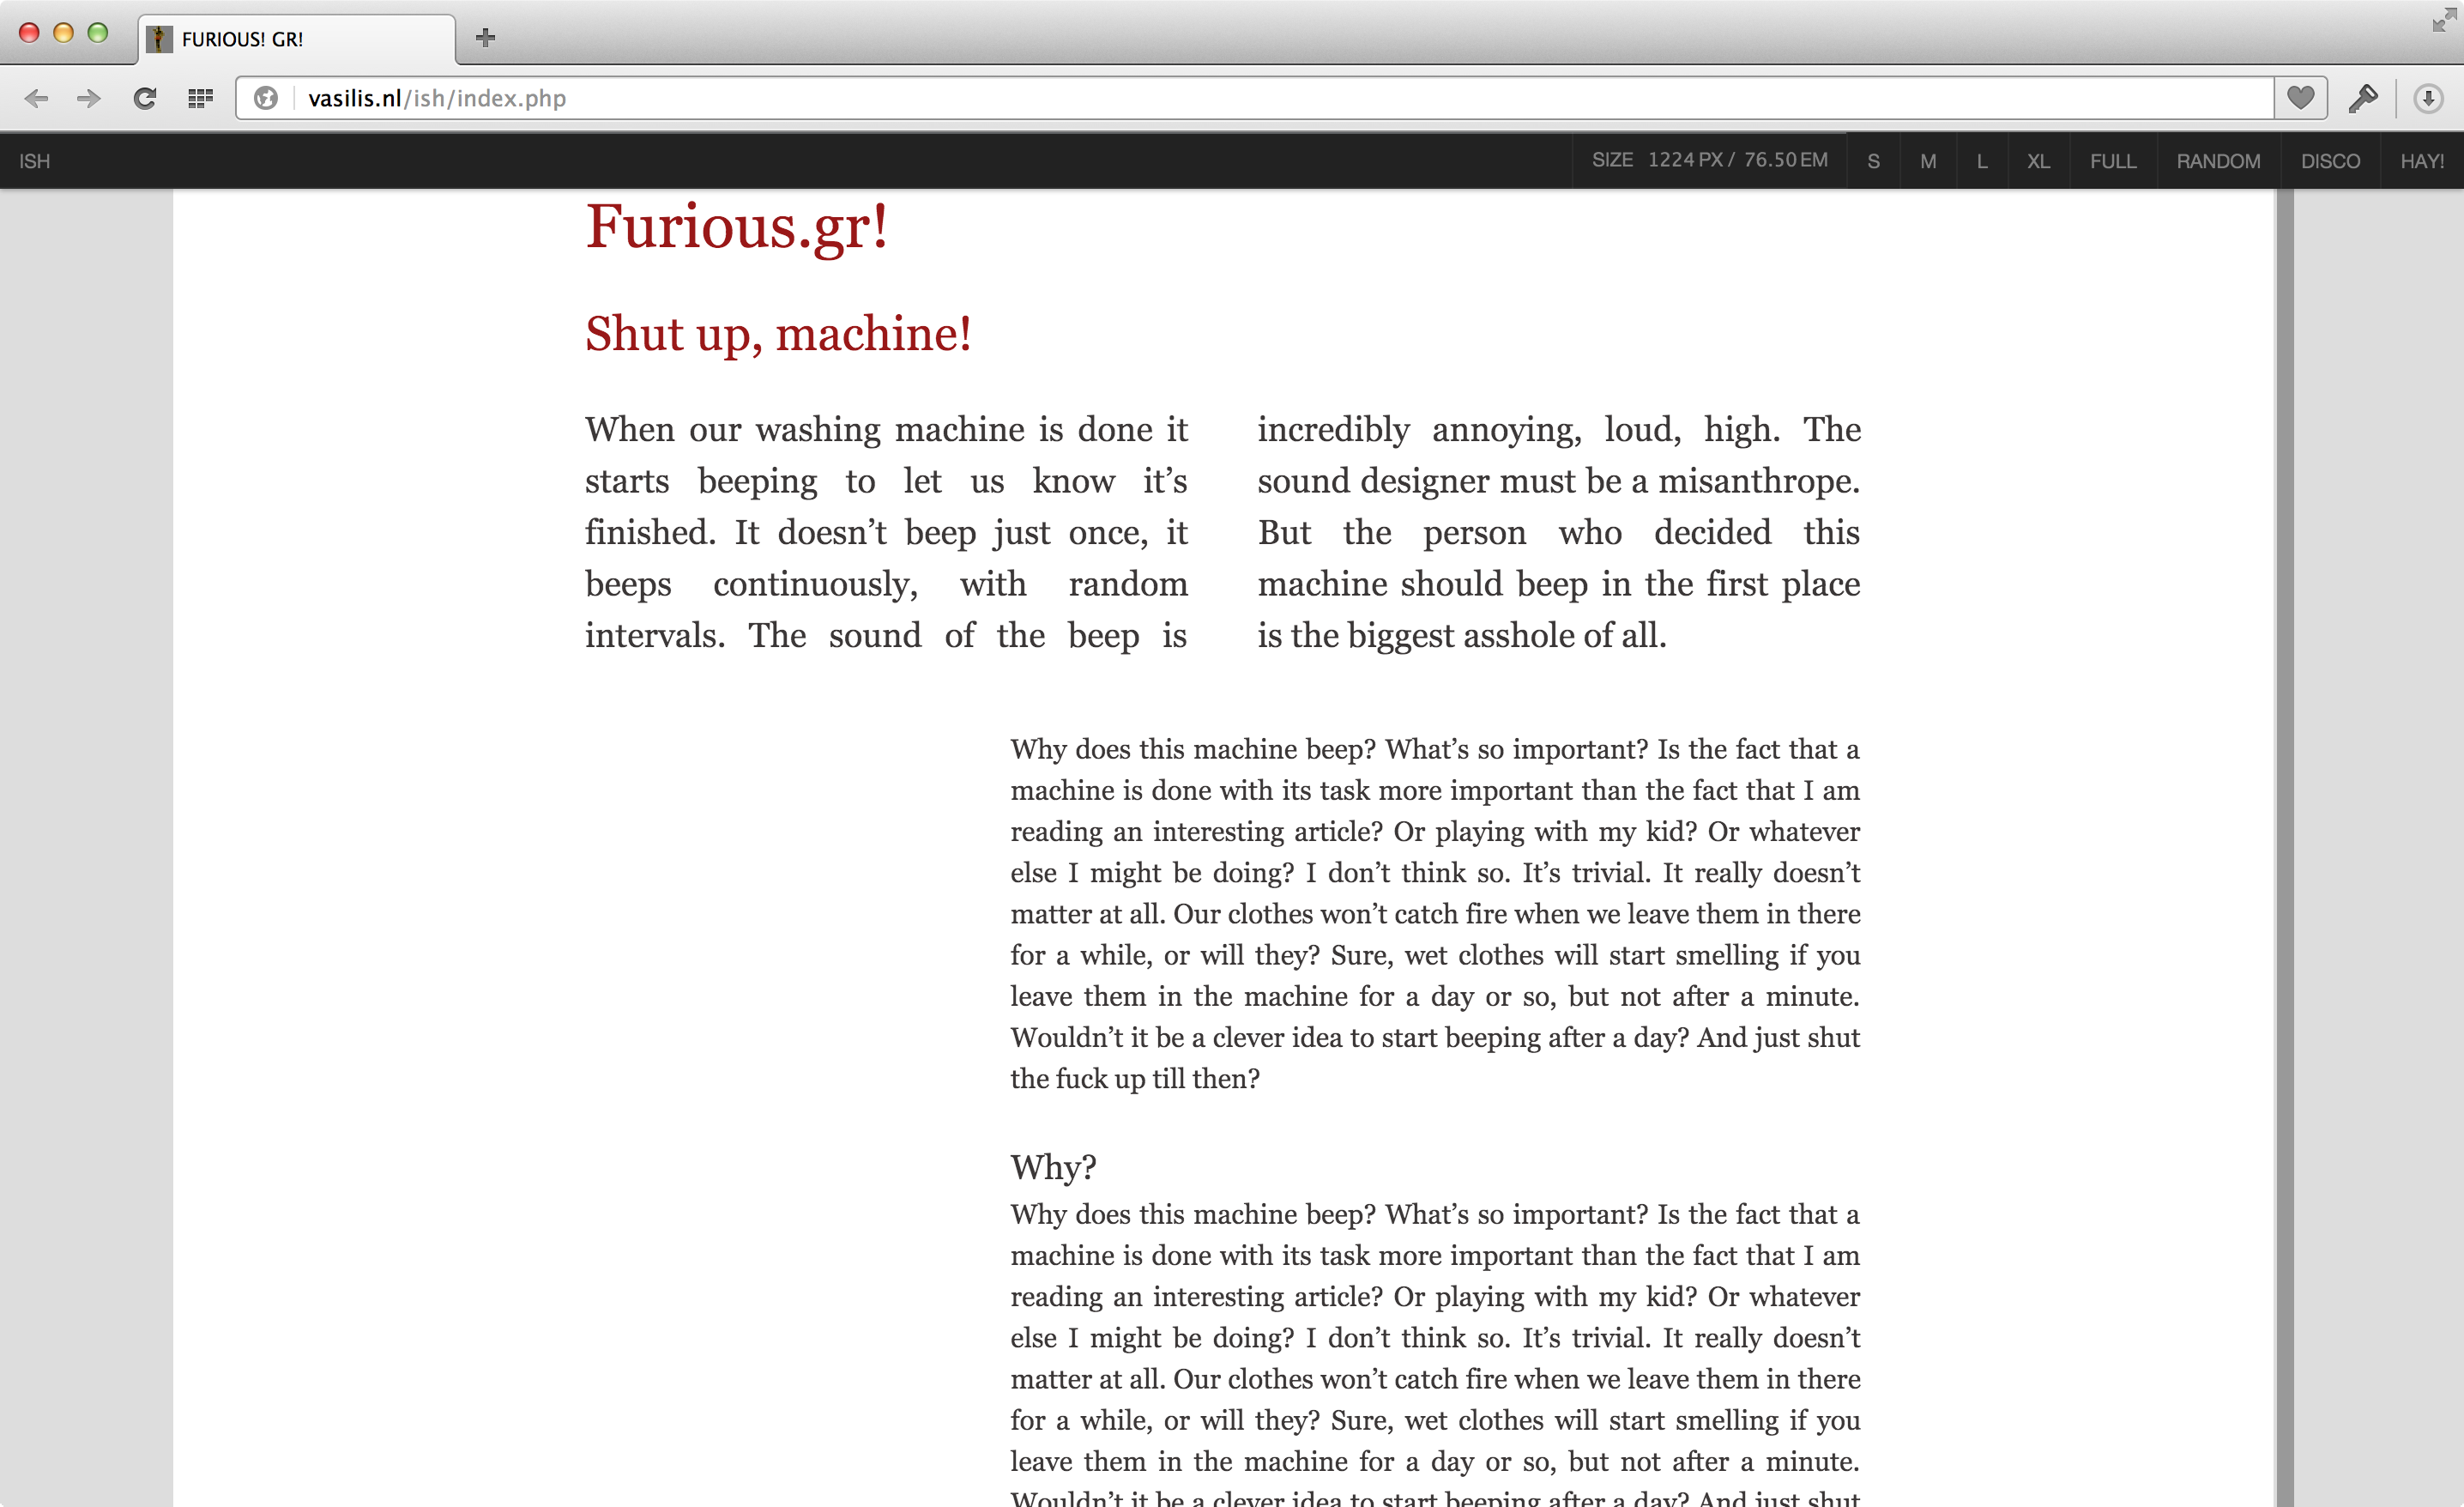 FURIOUS! GR!
vasilis.nl/ish/index.php
ISH
SIZE 1224 PX / 76.50 EM
S
M
L
XL
FULL
RANDOM
DISCO
HAY!
Furious.gr!
Shut up, machine!
When our washing machine is done it
starts beeping to let us know it’s
finished. It doesn’t beep just once, it
beeps continuously, with random
intervals. The sound of the beep is
incredibly annoying, loud, high. The
sound designer must be a misanthrope.
But the person who decided this
machine should beep in the first place
is the biggest asshole of all.
Why does this machine beep? What’s so important? Is the fact that a
machine is done with its task more important than the fact that I am
reading an interesting article? Or playing with my kid? Or whatever
else I might be doing? I don’t think so. It’s trivial. It really doesn’t
matter at all. Our clothes won’t catch fire when we leave them in there
for a while, or will they? Sure, wet clothes will start smelling if you
leave them in the machine for a day or so, but not after a minute.
Wouldn’t it be a clever idea to start beeping after a day? And just shut
the fuck up till then?
Why?
Why does this machine beep? What’s so important? Is the fact that a
machine is done with its task more important than the fact that I am
reading an interesting article? Or playing with my kid? Or whatever
else I might be doing? I don’t think so. It’s trivial. It really doesn’t
matter at all. Our clothes won’t catch fire when we leave them in there
for a while, or will they? Sure, wet clothes will start smelling if you
leave them in the machine for a day or so, but not after a minute.
Wouldn’t it be a clever idea to start beeping after a day? And just shut